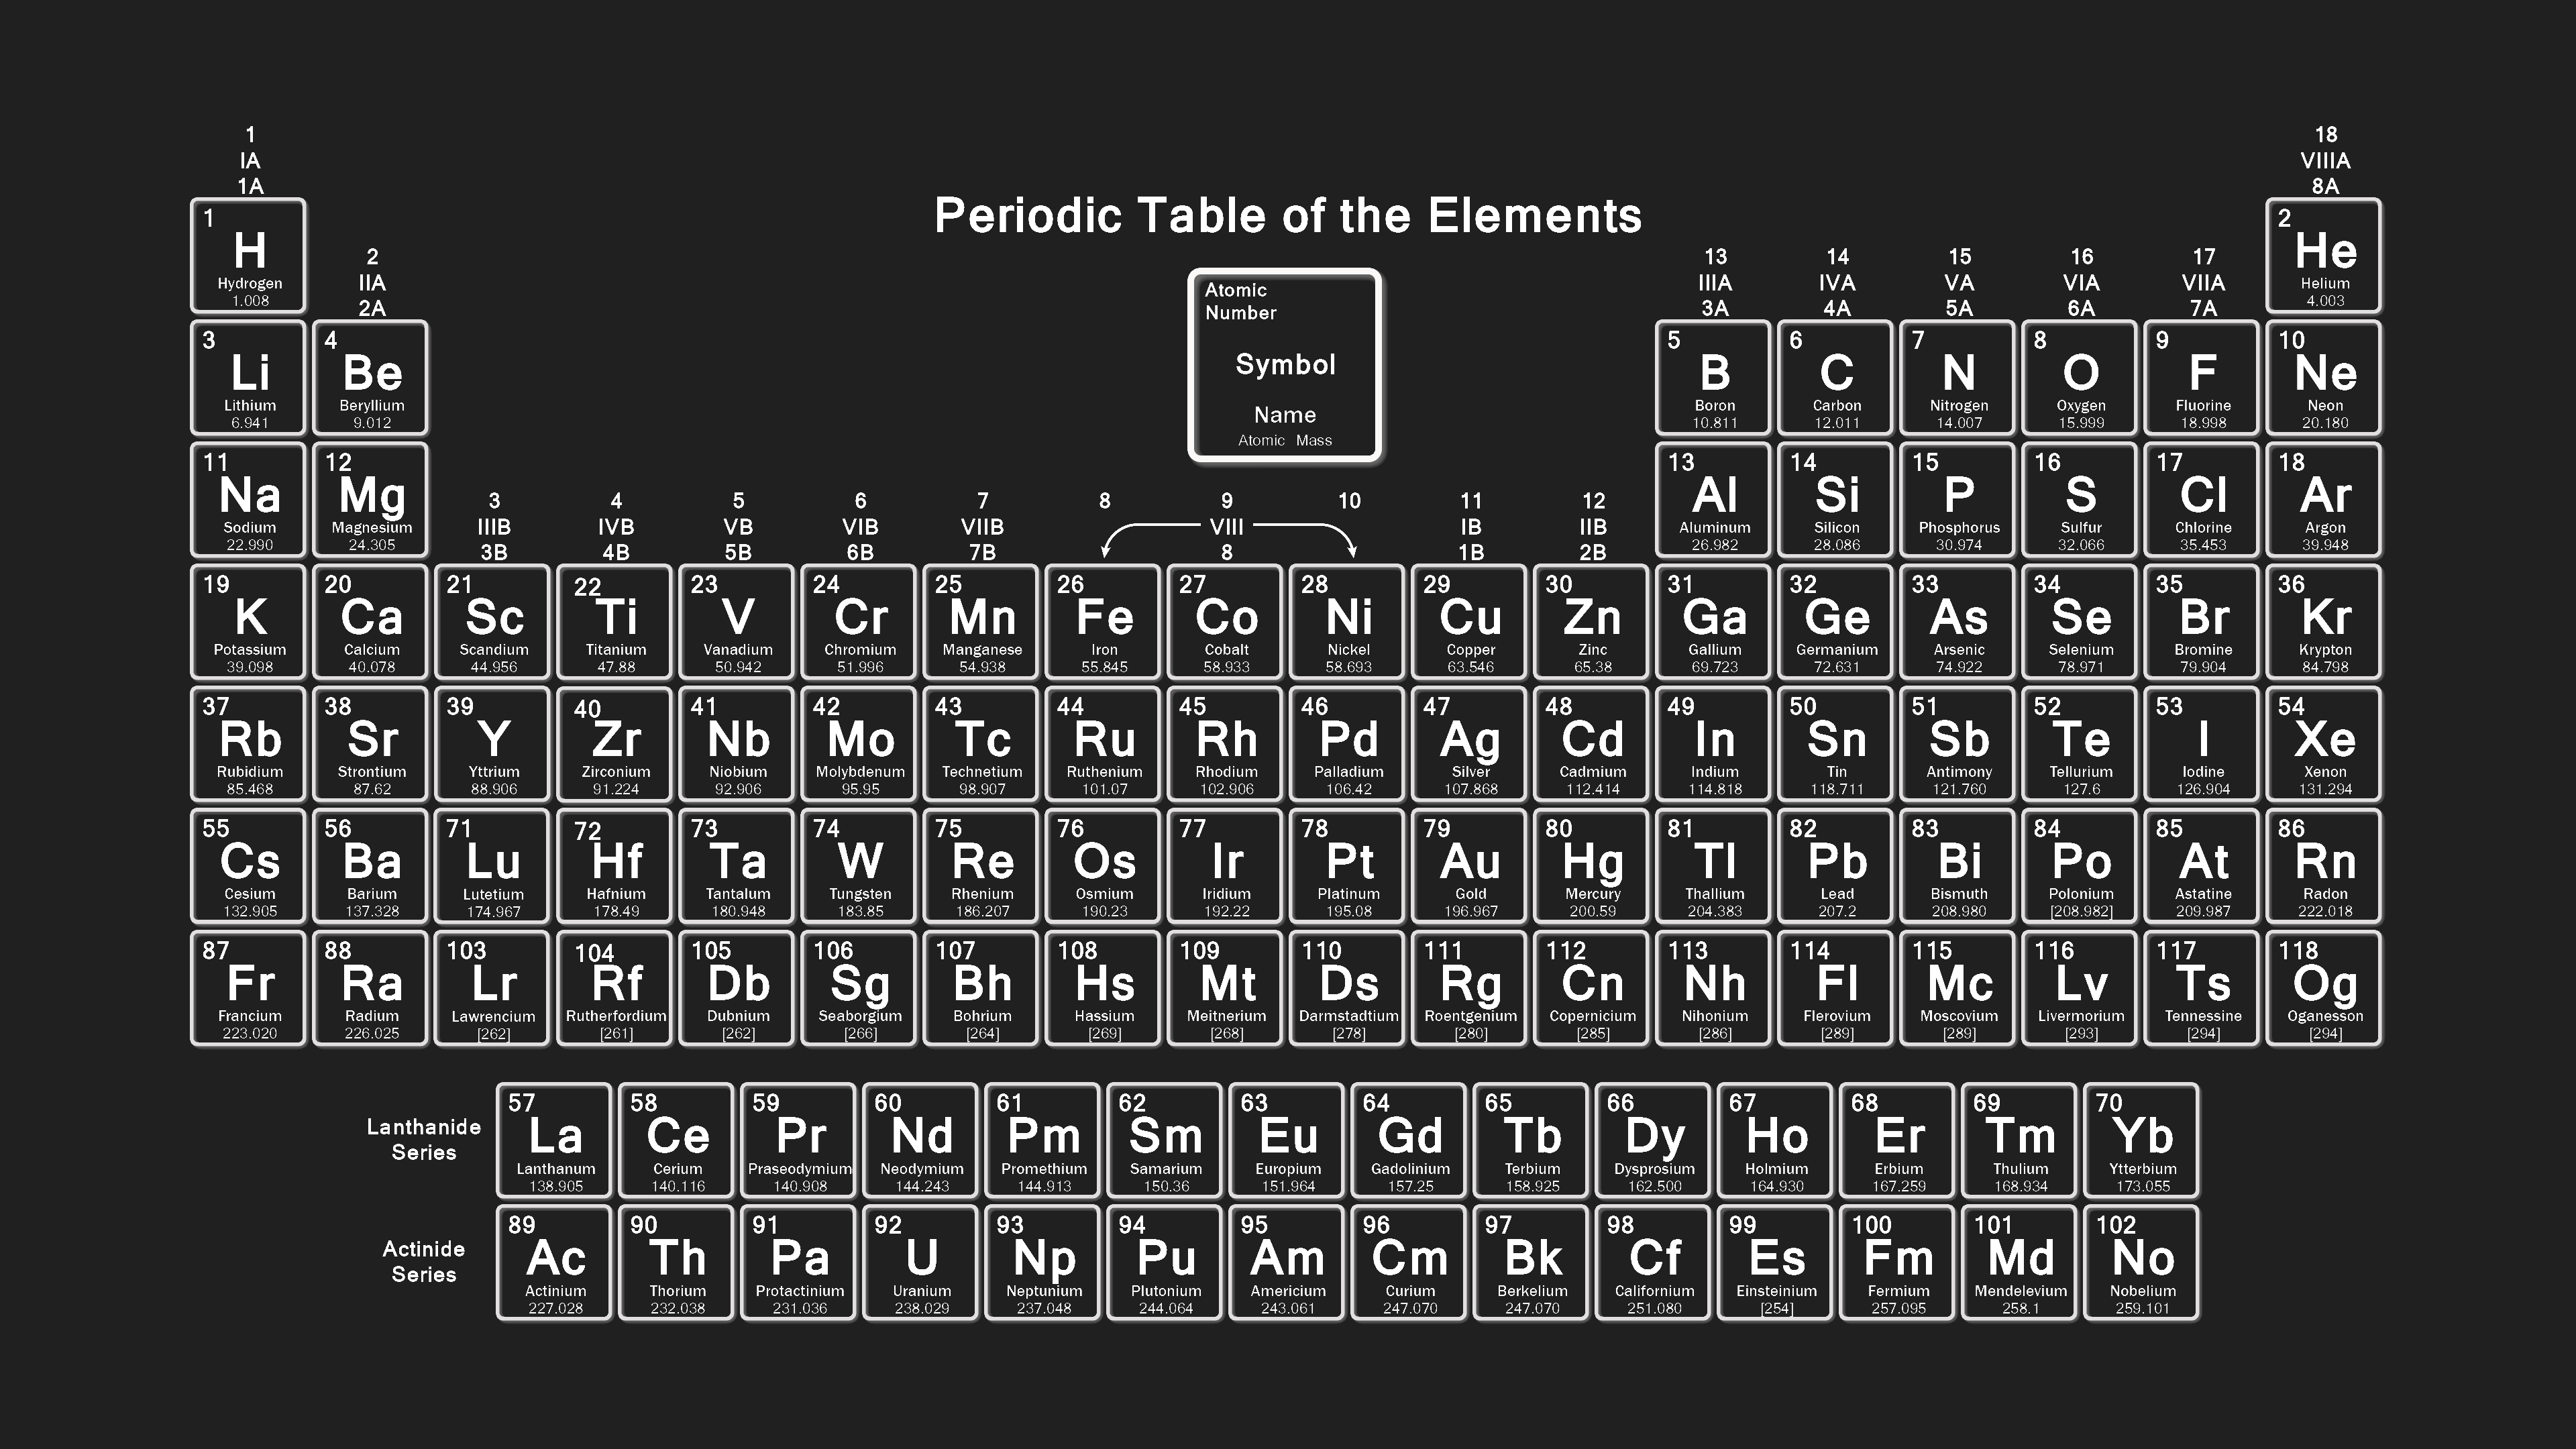 1
IA
1A
18
VIIIA
8A
Periodic Table of the Elements
1
H
Hydrogen
1.008
2
IIA
2A
13
IIIA
3A
14
IVA
4A
15
VA
5A
16
VIA
6A
17
VIIA
7A
2
He
Helium
4.003
Atomic
Number
Symbol
Name
Atomic Mass
3
Li
Lithium
6.941
4
Be
Beryllium
9.012
5
B
Boron
10.811
6
C
Carbon
12.011
7
N
Nitrogen
14.007
8
O
Oxygen
15.999
9
F
Fluorine
18.998
10
Ne
Neon
20.180
11
Na
Sodium
22.990
12
Mg
Magnesium
24.305
3
IIIB
3B
4
IVB
4B
5
VB
5B
6
VIB
6B
7
VIIB
7B
8
9
VIII
8
10
11
IB
1B
12
IIB
2B
13
Al
Aluminum
26.982
14
Si
Silicon
28.086
15
P
Phosphorus
30.974
16
S
Sulfur
32.066
17
Cl
Chlorine
35.453
18
Ar
Argon
39.948
19
K
Potassium
39.098
20
Ca
Calcium
40.078
21
Sc
Scandium
44.956
22
Ti
Titanium
47.88
23
V
Vanadium
50.942
24
Cr
Chromium
51.996
25
Mn
Manganese
54.938
26
Fe
Iron
55.845
27
Co
Cobalt
58.933
28
Ni
Nickel
58.693
29
Cu
Copper
63.546
30
Zn
Zinc
65.38
31
Ga
Gallium
69.723
32
Ge
Germanium
72.631
33
As
Arsenic
74.922
34
Se
Selenium
78.971
35
Br
Bromine
79.904
36
Kr
Krypton
84.798
37
Rb
Rubidium
85.468
38
Sr
Strontium
87.62
39
Y
Yttrium
88.906
40
Zr
Zirconium
91.224
41
Nb
Niobium
92.906
42
Mo
Molybdenum
95.95
43
Tc
Technetium
98.907
44
Ru
Ruthenium
101.07
45
Rh
Rhodium
102.906
46
Pd
Palladium
106.42
47
Ag
Silver
107.868
48
Cd
Cadmium
112.414
49
In
Indium
114.818
50
Sn
Tin
118.711
51
Sb
Antimony
121.760
52
Te
Tellurium
127.6
53
I
Iodine
126.904
54
Xe
Xenon
131.294
55
Cs
Cesium
132.905
56
Ba
Barium
137.328
71
Lu
Lutetium
174.967
72
Hf
Hafnium
178.49
73
Ta
Tantalum
180.948
74
W
Tungsten
183.85
75
Re
Rhenium
186.207
76
Os
Osmium
190.23
77
Ir
Iridium
192.22
78
Pt
Platinum
195.08
79
Au
Gold
196.967
80
Hg
Mercury
200.59
81
Tl
Thallium
204.383
82
Pb
Lead
207.2
83
Bi
Bismuth
208.980
84
Po
Polonium
[208.982]
85
At
Astatine
209.987
86
Rn
Radon
222.018
87
Fr
Francium
223.020
88
Ra
Radium
226.025
103
Lr
Lawrencium
[262]
104
Rf
Rutherfordium
[261]
105
Db
Dubnium
[262]
106
Sg
Seaborgium
[266]
107
Bh
Bohrium
[264]
108
Hs
Hassium
[269]
109
Mt
Meitnerium
[268]
110
Ds
Darmstadtium
[278]
111
Rg
Roentgenium
[280]
112
Cn
Copernicium
[285]
113
Nh
Nihonium
[286]
114
Fl
Flerovium
[289]
115
Mc
Moscovium
[289]
116
Lv
Livermorium
[293]
117
Ts
Tennessine
[294]
118
Og
Oganesson
[294]
Lanthanide
Series
57
La
Lanthanum
138.905
58
Ce
Cerium
140.116
59
Pr
Praseodymium
140.908
60
Nd
Neodymium
144.243
61
Pm
Promethium
144.913
62
Sm
Samarium
150.36
63
Eu
Europium
151.964
64
Gd
Gadolinium
157.25
65
Tb
Terbium
158.925
66
Dy
Dysprosium
162.500
67
Ho
Holmium
164.930
68
Er
Erbium
167.259
69
Tm
Thulium
168.934
70
Yb
Ytterbium
173.055
Actinide
Series
89
Ac
Actinium
227.028
90
Th
Thorium
232.038
91
Pa
Protactinium
231.036
92
U
Uranium
238.029
93
Np
Neptunium
237.048
94
Pu
Plutonium
244.064
95
Am
Americium
243.061
96
Cm
Curium
247.070
97
Bk
Berkelium
247.070
98
Cf
Californium
251.080
99
Es
Einsteinium
[254]
100
Fm
Fermium
257.095
101
Md
Mendelevium
258.1
102
No
Nobelium
259.101